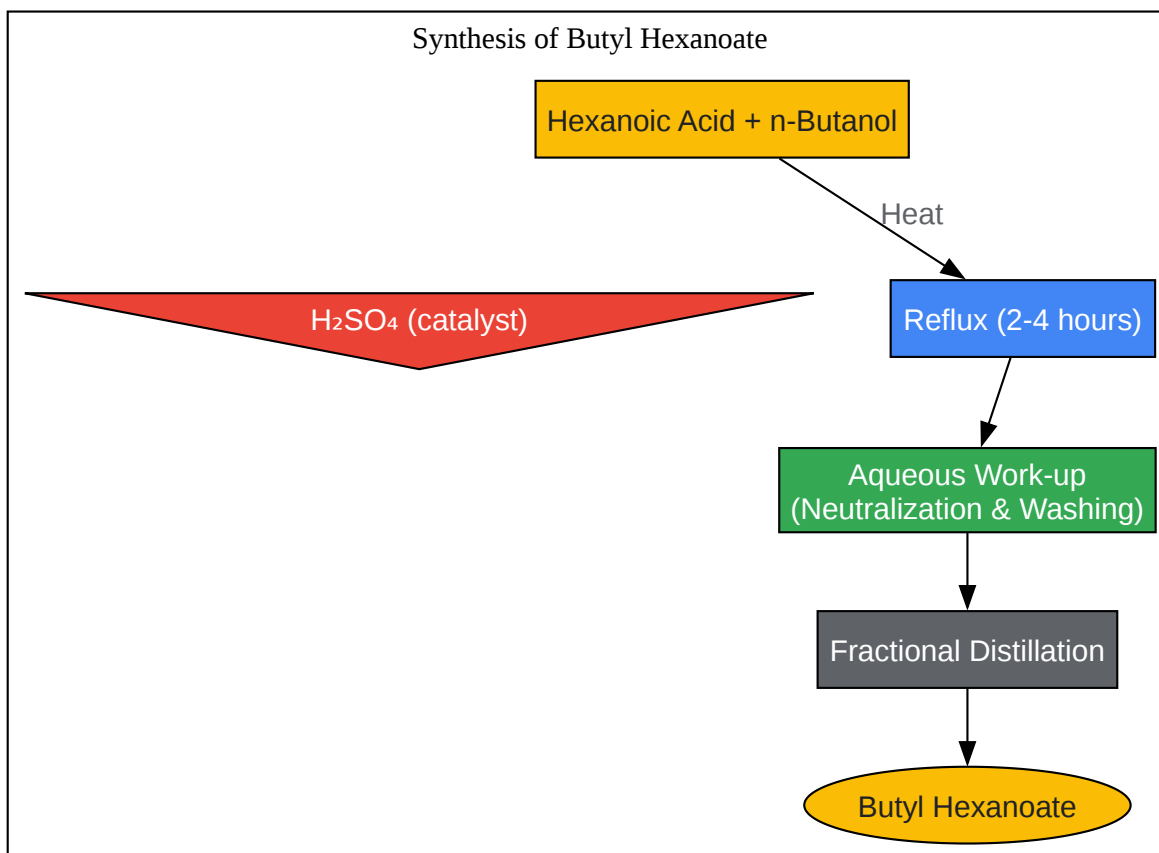 Synthesis of Butyl Hexanoate
Hexanoic Acid + n-Butanol
Heat
H₂SO₄ (catalyst)
Reflux (2-4 hours)
Aqueous Work-up
(Neutralization & Washing)
Fractional Distillation
Butyl Hexanoate